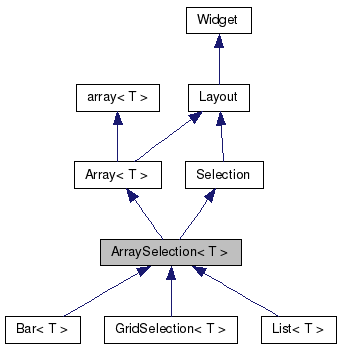 Widget
array< T >
Layout
Array< T >
Selection
ArraySelection< T >
Bar< T >
GridSelection< T >
List< T >